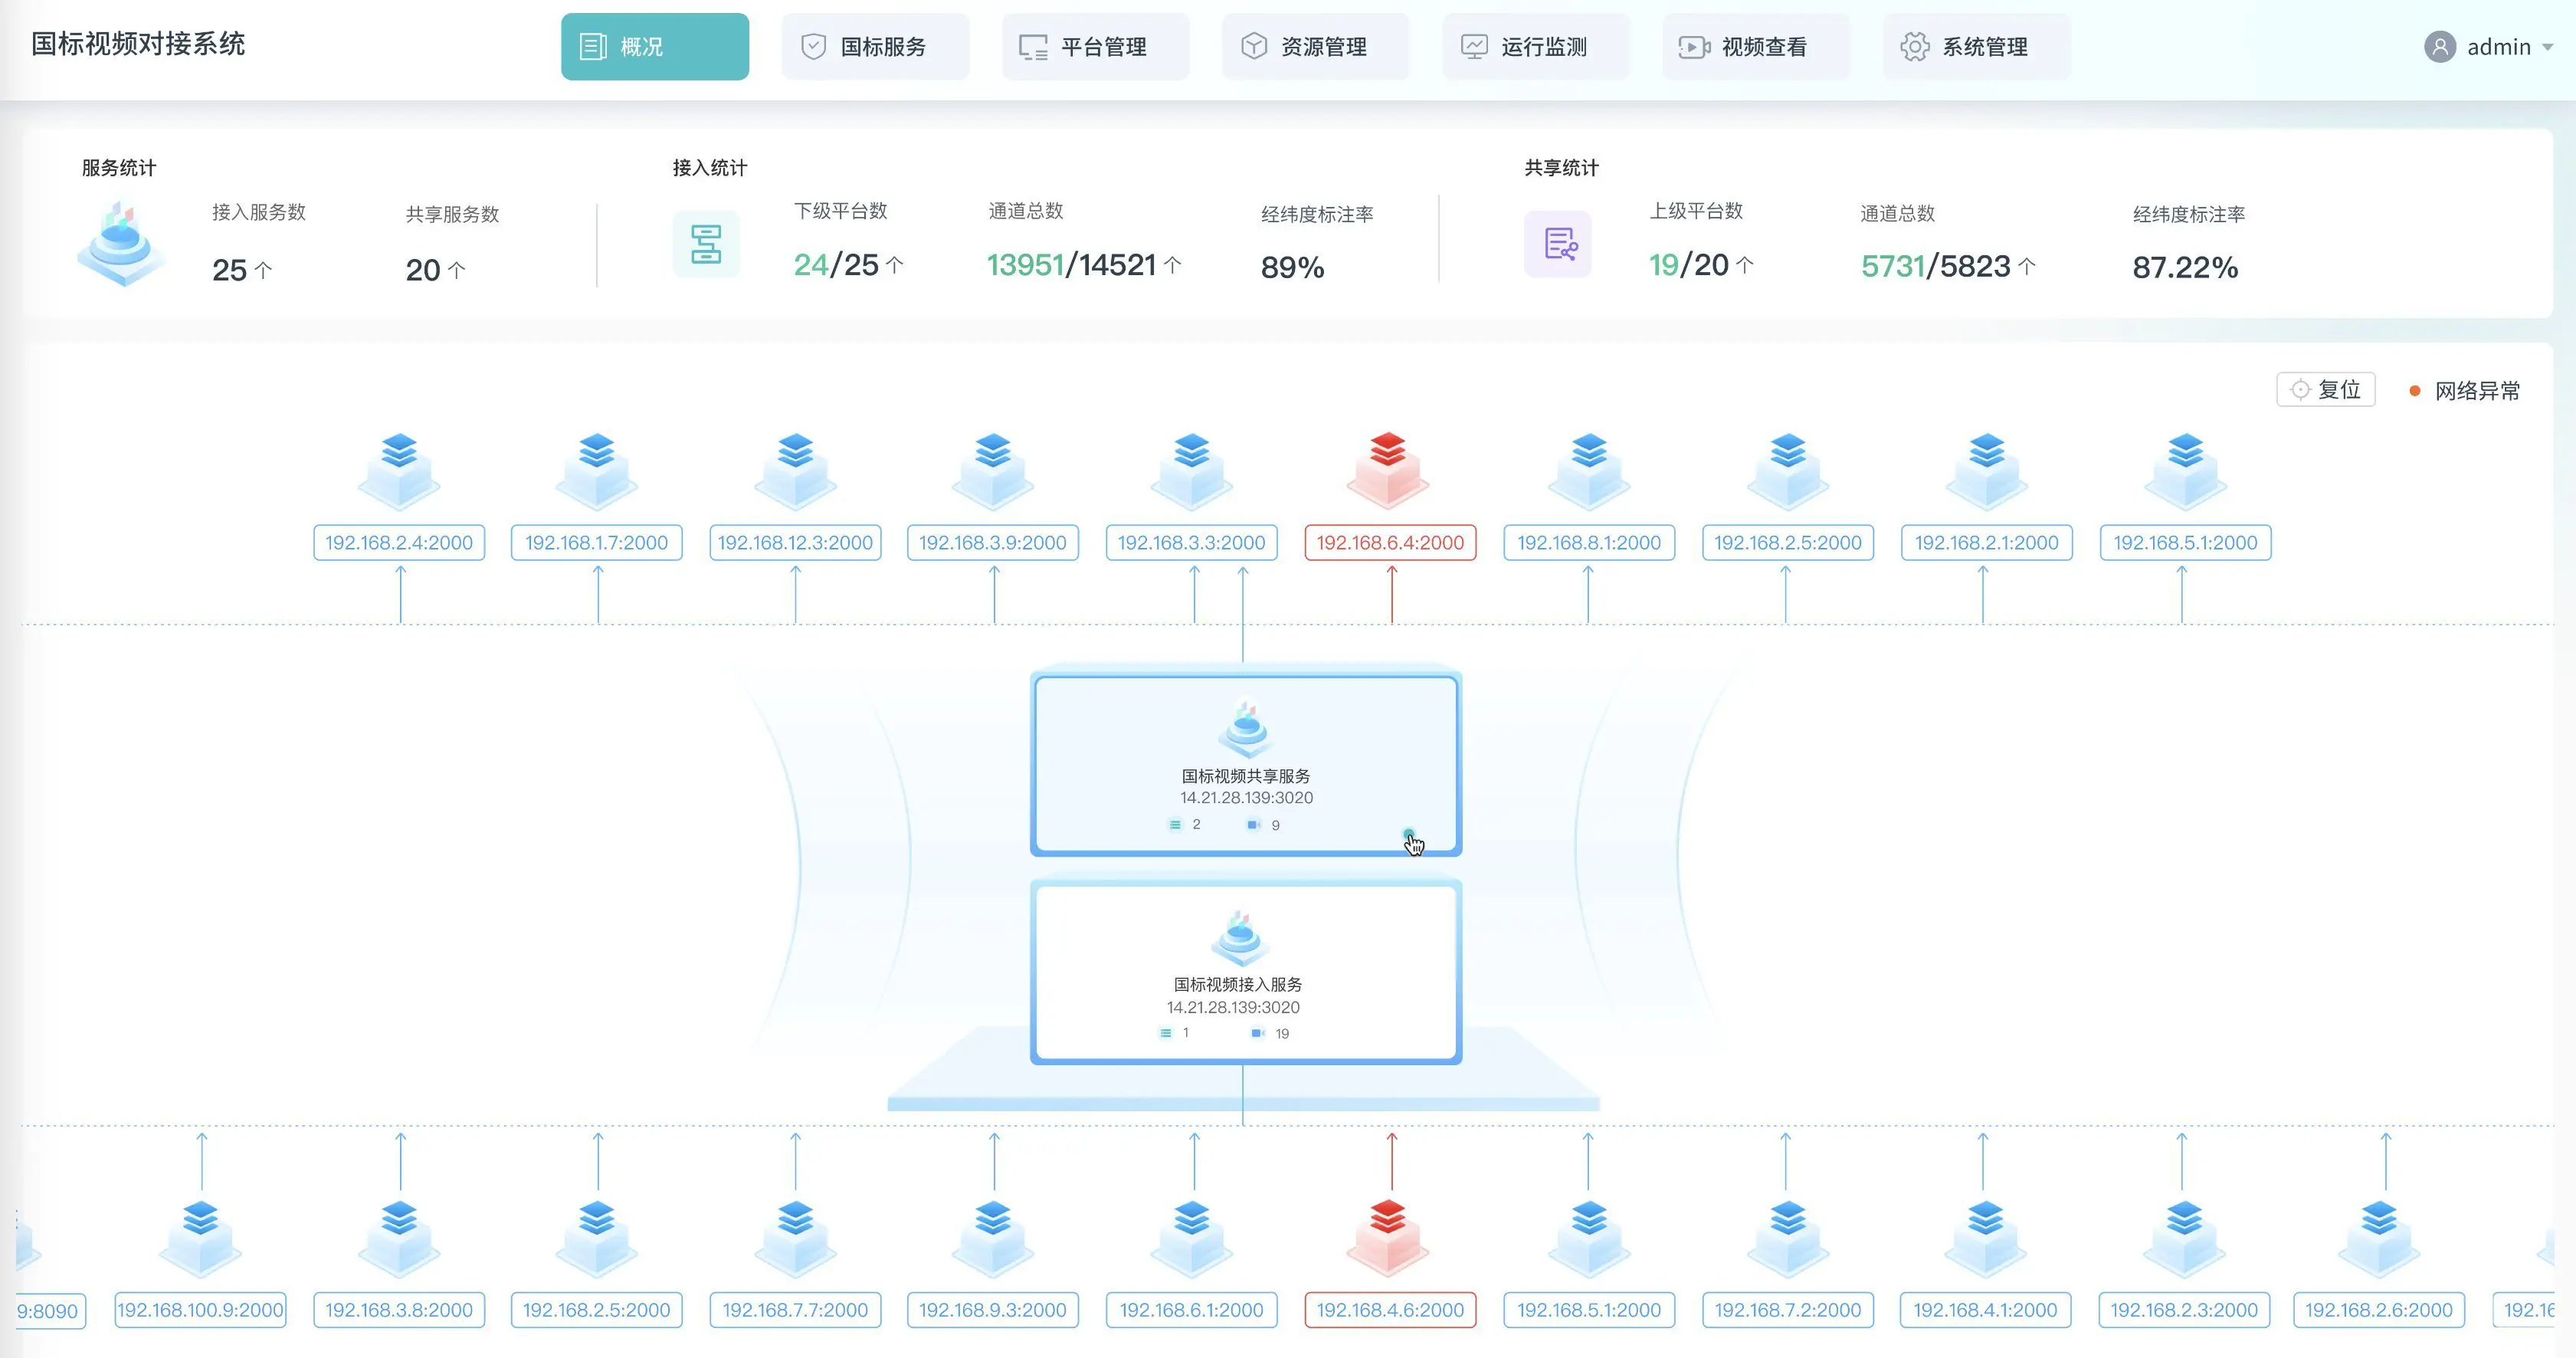 国标视频对接系统
概况
国标服务
平台管理
资源管理
运行监测
视频查看
系统管理
admin
服务统计
接入服务数
25 个
共享服务数
20 个
接入统计
下级平台数
24/25 个
通道总数
13951/14521 个
经纬度标注率
89%
共享统计
上级平台数
19/20 个
通道总数
5731/5823 个
经纬度标注率
87.22%
复位
网络异常
192.168.2.4:2000
192.168.1.7:2000
192.168.12.3:2000
192.168.3.9:2000
192.168.3.3:2000
192.168.6.4:2000
192.168.8.1:2000
192.168.2.5:2000
192.168.2.1:2000
192.168.5.1:2000
国标视频共享服务
14.21.28.139:3020
2
9
国标视频接入服务
14.21.28.139:3020
1
19
9:8090
192.168.100.9:2000
192.168.3.8:2000
192.168.2.5:2000
192.168.7.7:2000
192.168.9.3:2000
192.168.6.1:2000
192.168.4.6:2000
192.168.5.1:2000
192.168.7.2:2000
192.168.4.1:2000
192.168.2.3:2000
192.168.2.6:2000
192.16